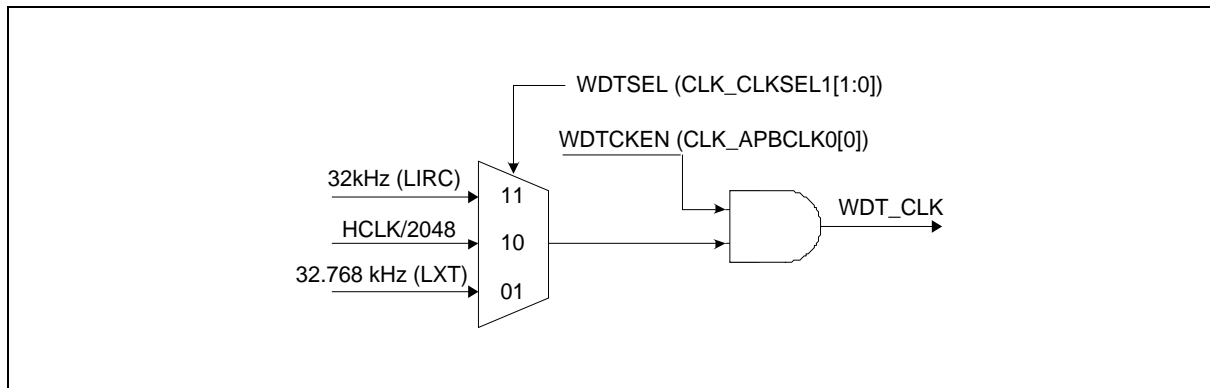 WDTSEL (CLK_CLKSEL1[1:0])
WDTCKEN (CLK_APBCLK0[0])
32kHz (LIRC)
11
WDT_CLK
HCLK/2048
10
32.768 kHz (LXT)
01